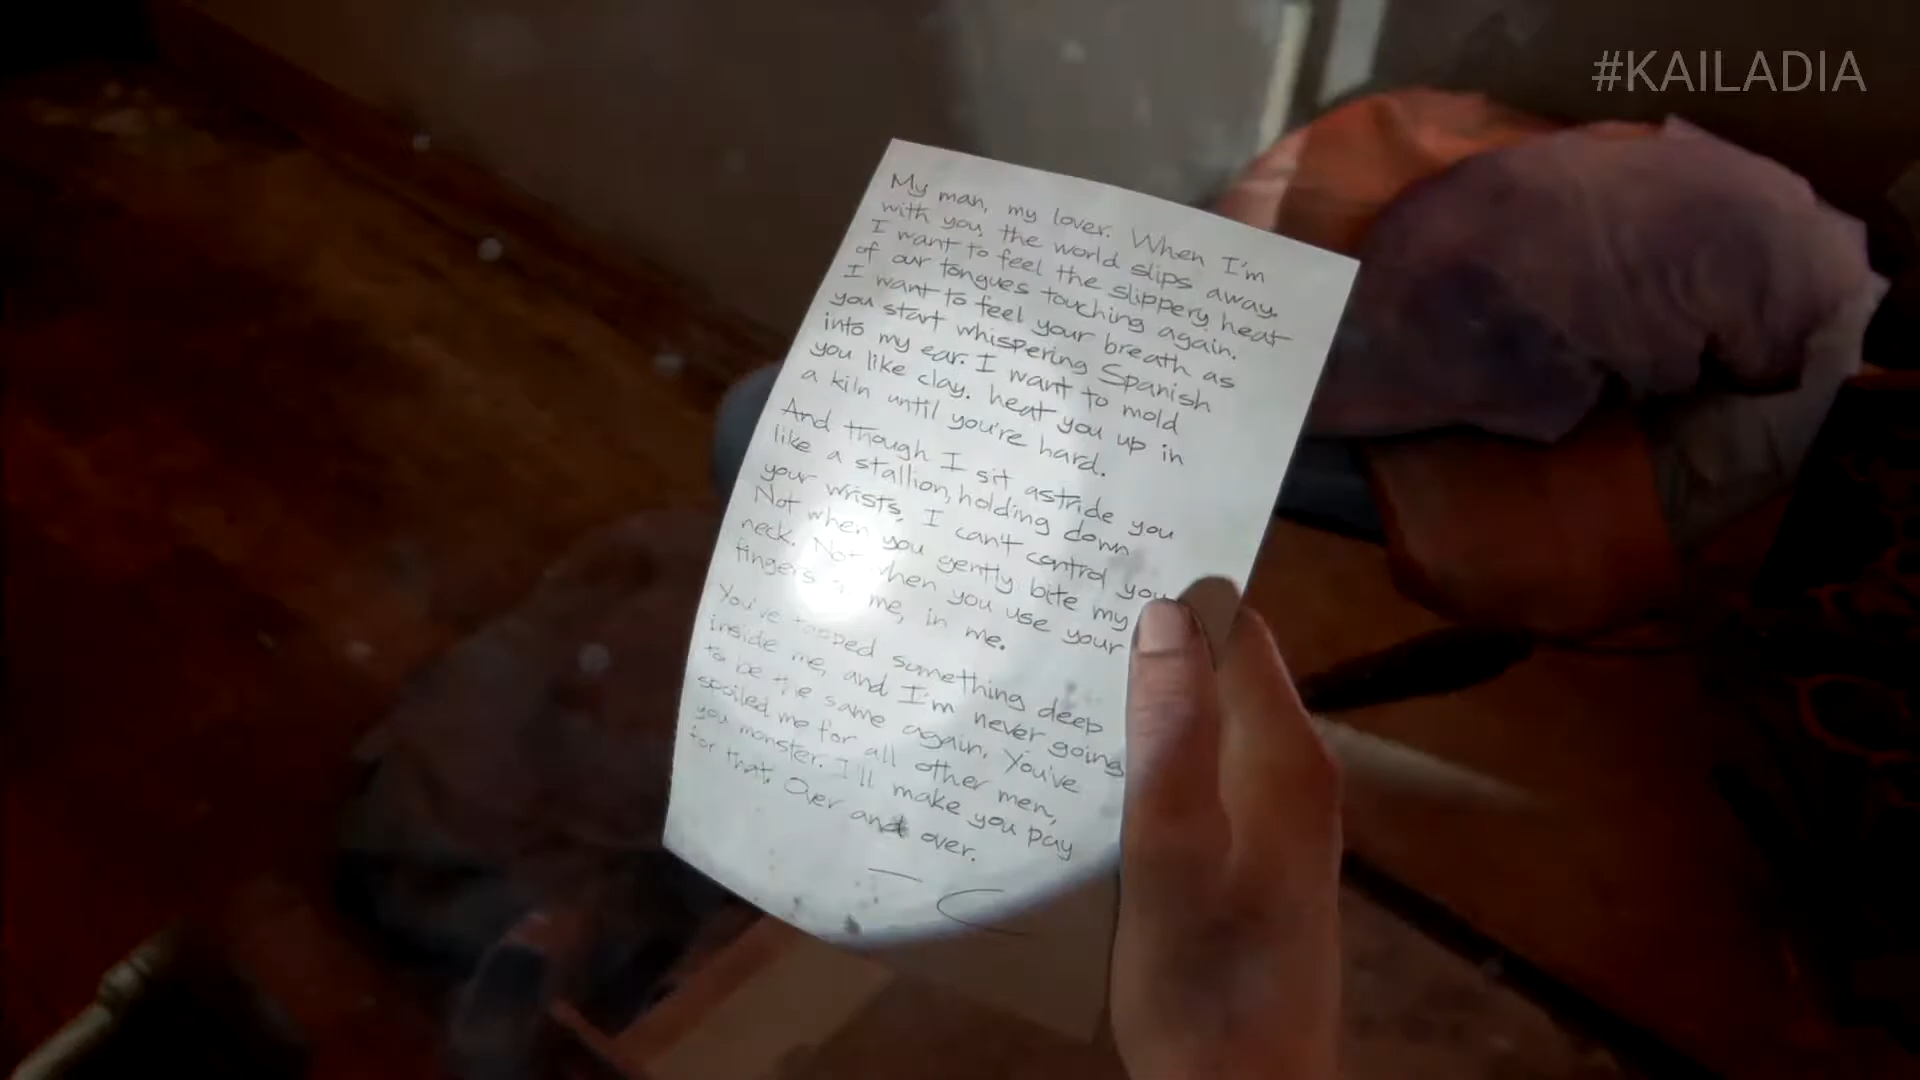 #KAILADIA
My man, my lover. When I'm
with you, the world slips away.
I want to feel the slippery heat
of our tongues touching again.
I want to feel your breath as
you start whispering Spanish
into my ear. I want to mold
you like clay. heat you up in
a kiln until you're hard.
And though I sit astride you
like a stallion, holding down
your wrists, I can't control you
Not when you gently bite my
neck. Not when you use your
fingers me, in me.
You've tapped something deep
inside me, and I'm never going
to be the same again. You've
spoiled me for all other men,
you monster. I'll make you pay
for that. Over and over.
— C